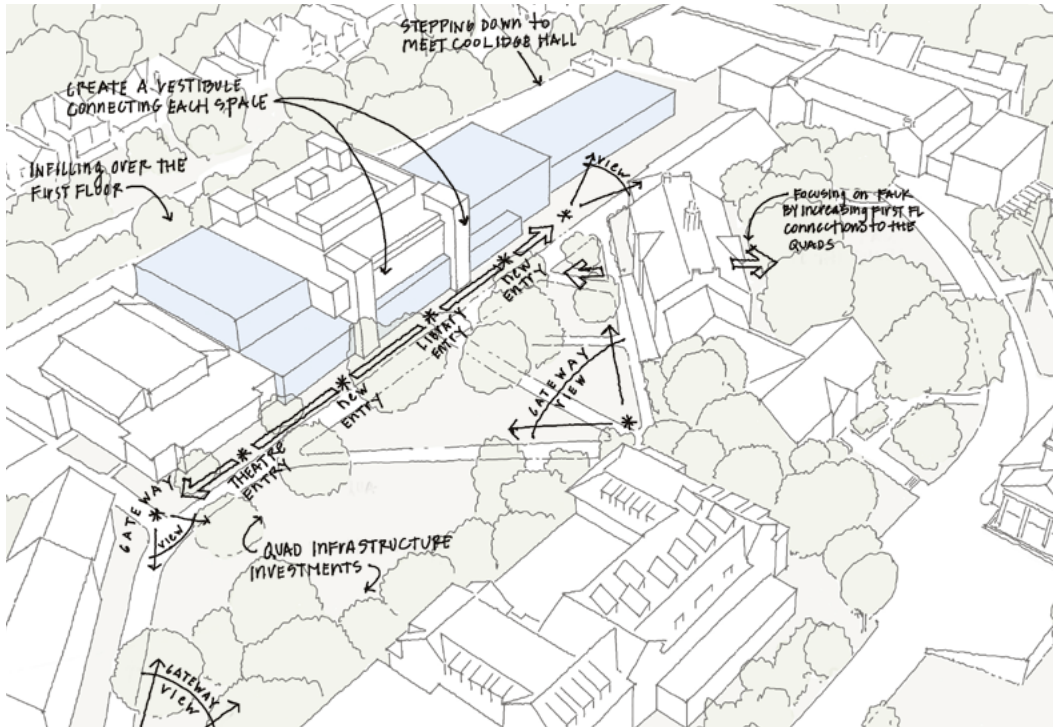 STEPPING DOWN to
MEET COOLIDGE HALL
CREATE A VESTIBULE
CONNECTING EACH SPACE
INFILLING OVER THE
FIRST FLOOR
VIEW
FOCUSING ON FAUK
BY INCREASING FIRST FL
CONNECTIONS TO THE
QUADS
NEW
ENTRY
LIBRARY
ENTRY
NEW
ENTRY
THEATRE
ENTRY
GATEWAY
VIEW
GATEWAY
VIEW
QUAD INFRASTRUCTURE
INVESTMENTS
GATEWAY
VIEW